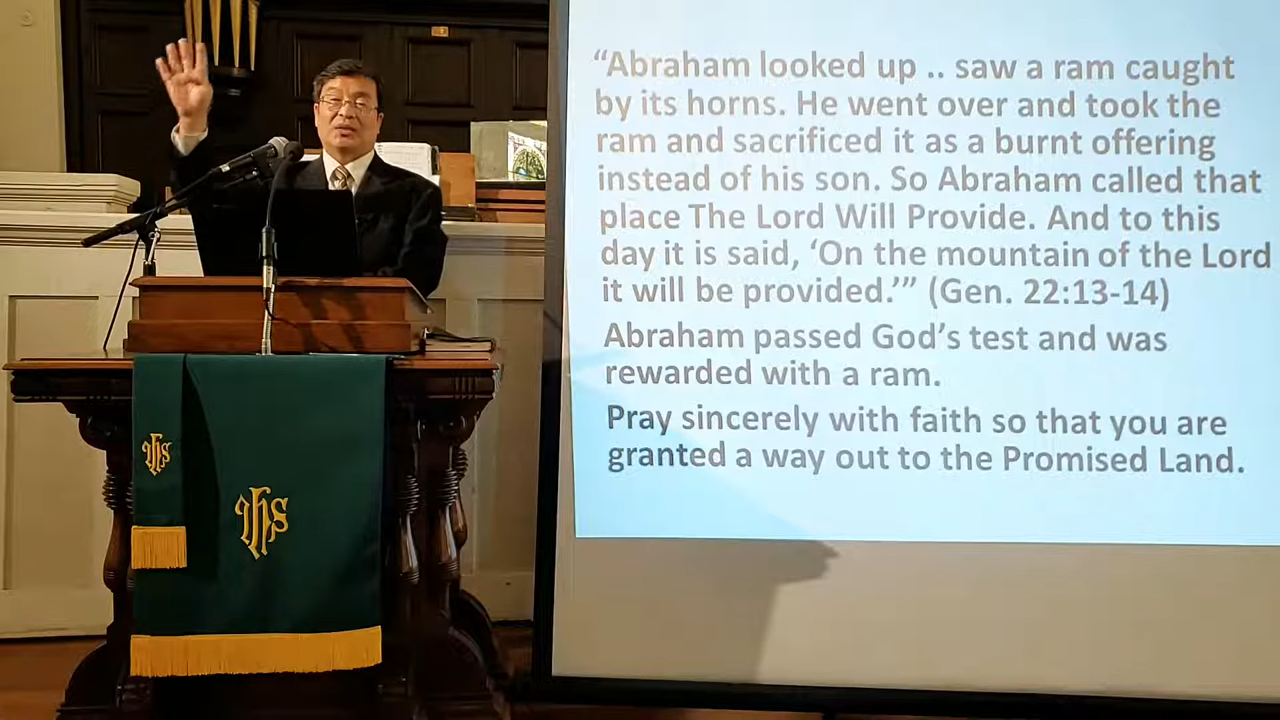 “Abraham looked up .. saw a ram caught
by its horns. He went over and took the
ram and sacrificed it as a burnt offering
instead of his son. So Abraham called that
place The Lord Will Provide. And to this
day it is said, ‘On the mountain of the Lord
it will be provided.’” (Gen. 22:13-14)
Abraham passed God’s test and was
rewarded with a ram.
Pray sincerely with faith so that you are
granted a way out to the Promised Land.
IHS
IHS